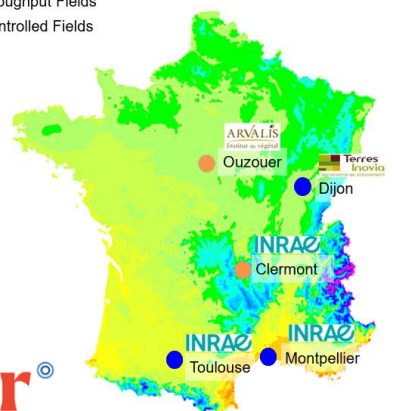 oughput Fields
ntrolled Fields
ARVALIS
Institut du végétal
Ouzouer
Terres
Inovia
Dijon
INRAE
Clermont
INRAE
Toulouse
INRAE
Montpellier
r